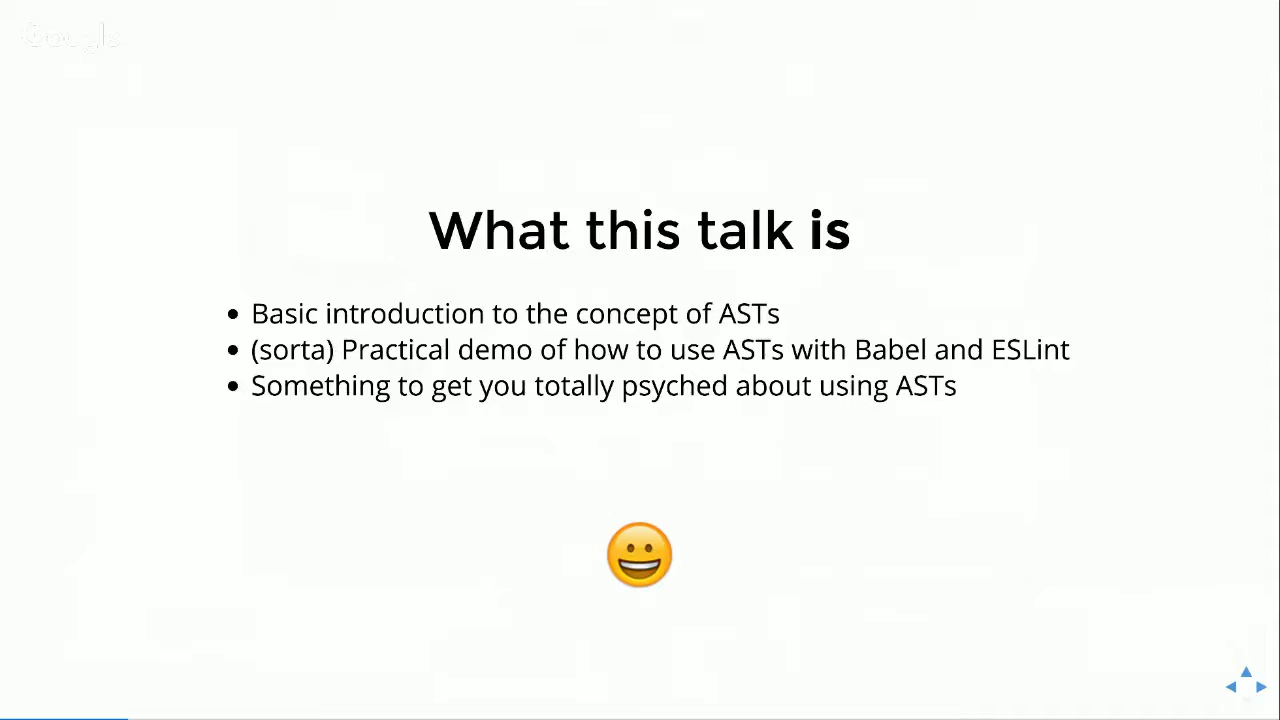 Google
What this talk is
Basic introduction to the concept of ASTs
(sorta) Practical demo of how to use ASTs with Babel and ESLint
Something to get you totally psyched about using ASTs